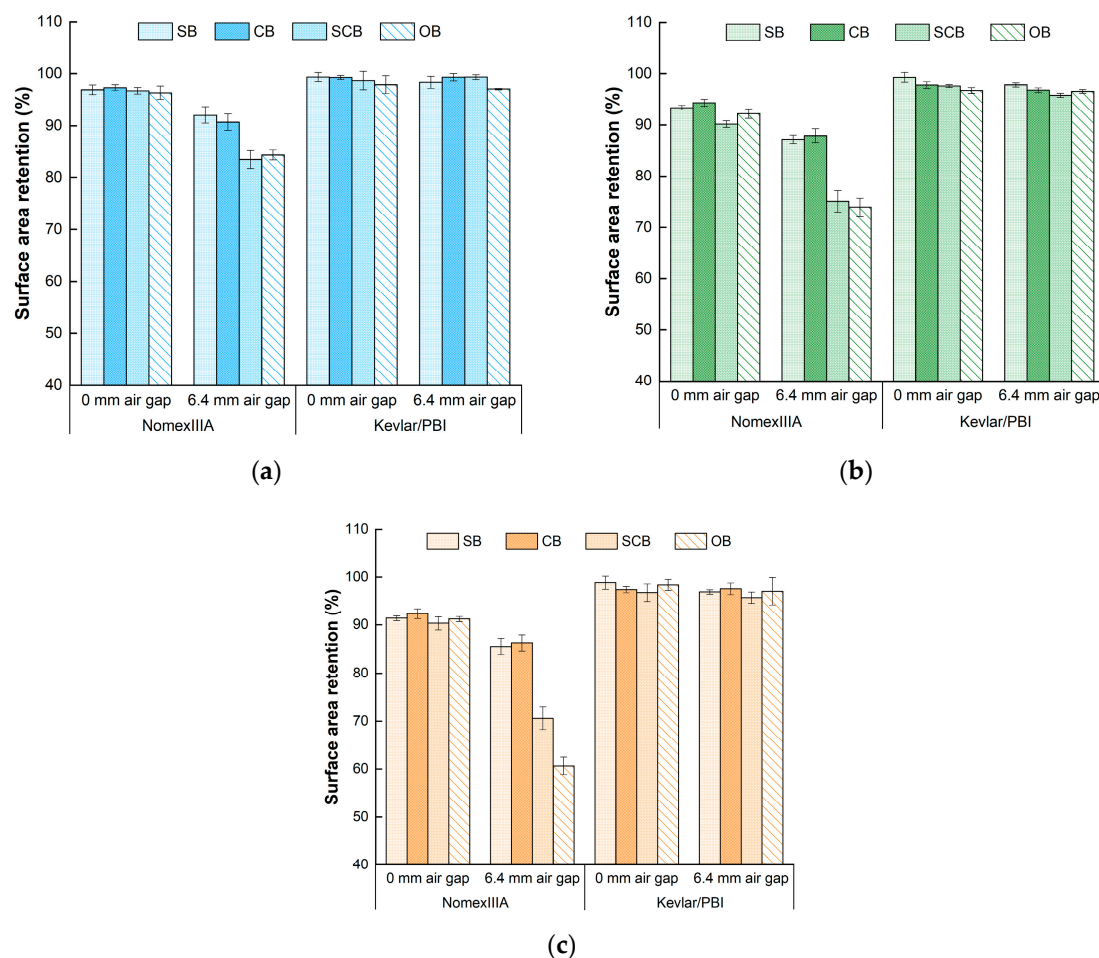 SB CB SCB OB
Surface area retention (%)
110
100
90
80
70
60
50
40
0 mm air gap 6.4 mm air gap 0 mm air gap 6.4 mm air gap
NomexIIIA Kevlar/PBI
(a)
SB CB SCB OB
Surface area retention (%)
110
100
90
80
70
60
50
40
0 mm air gap 6.4 mm air gap 0 mm air gap 6.4 mm air gap
NomexIIIA Kevlar/PBI
(b)
SB CB SCB OB
Surface area retention (%)
110
100
90
80
70
60
50
40
0 mm air gap 6.4 mm air gap 0 mm air gap 6.4 mm air gap
NomexIIIA Kevlar/PBI
(c)